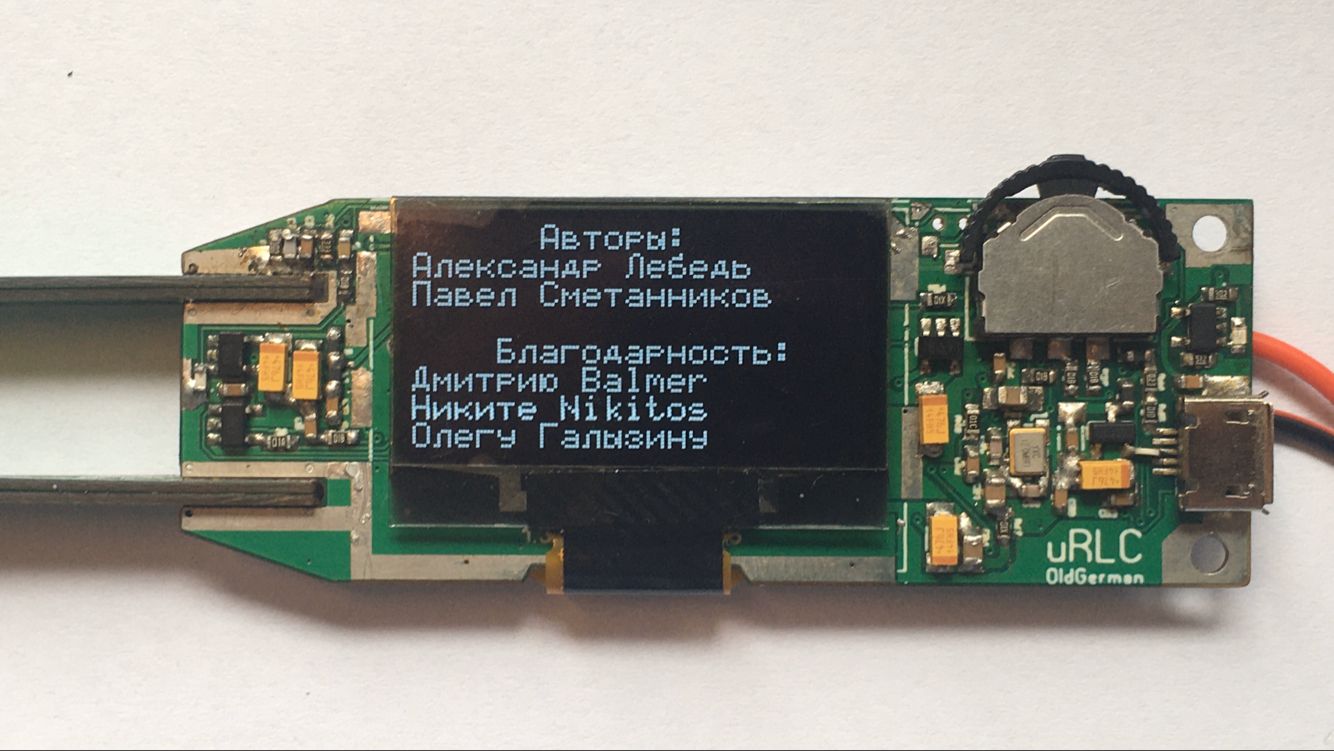 Авторы:
Александр Лебедь
Павел Сметанников
Благодарность:
Дмитрию Balmer
Никите Nikitos
Олегу Галызину
uRLC
OldGerman